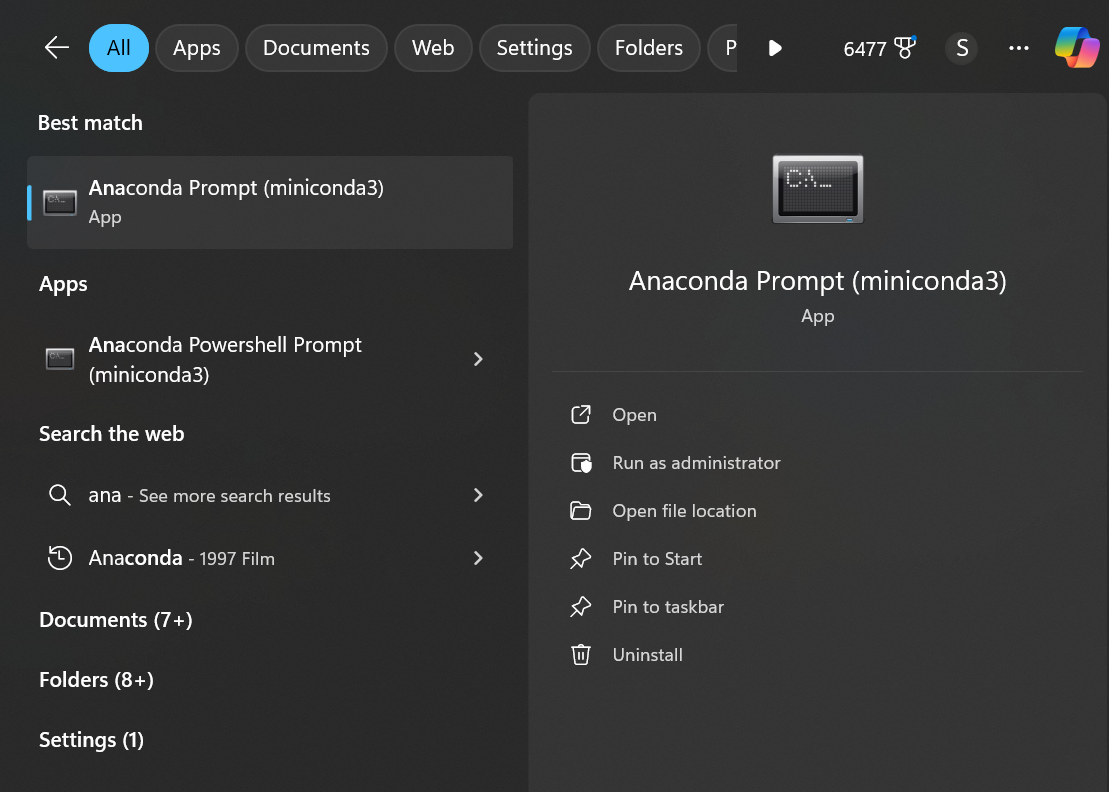 All Apps Documents Web Settings Folders P 6477 S ...
Best match
Anaconda Prompt (miniconda3)
App
Apps
Anaconda Powershell Prompt
(miniconda3)
Search the web
ana - See more search results
Anaconda - 1997 Film
Documents (7+)
Folders (8+)
Settings (1)
C:\_
Anaconda Prompt (miniconda3)
App
Open
Run as administrator
Open file location
Pin to Start
Pin to taskbar
Uninstall